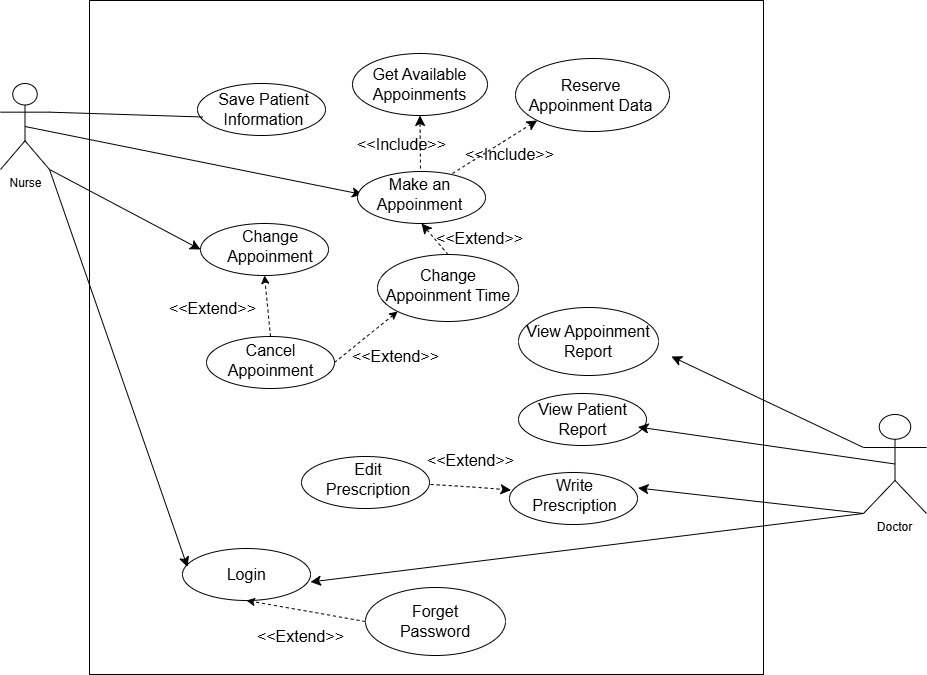 Get Available
Appoinments
Reserve
Appoinment Data
Save Patient
Information
<<Include>>
<<Include>>
Nurse
Make an
Appoinment
Change
Appoinment
<<Extend>>
Change
Appoinment Time
<<Extend>>
Cancel
Appoinment
<<Extend>>
View Appoinment
Report
View Patient
Report
<<Extend>>
Edit
Prescription
Write
Prescription
Doctor
Login
Forget
Password
<<Extend>>